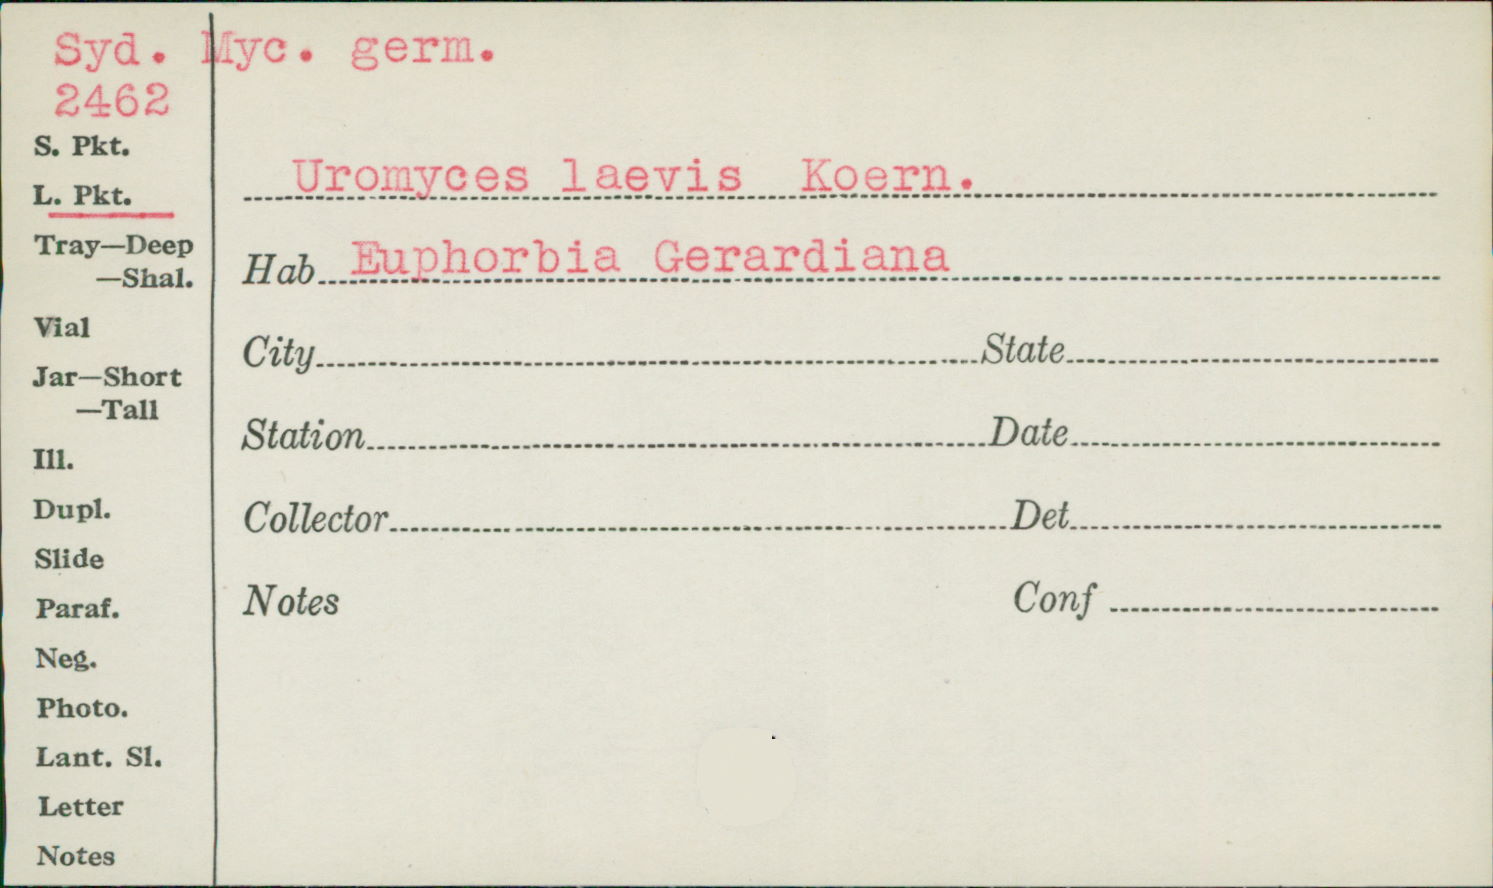 Syd. Myc. germ.
2462
S. Pkt.
L. Pkt.
Tray—Deep
—Shal.
Vial
Jar—Short
—Tall
Ill.
Dupl.
Slide
Paraf.
Neg.
Photo.
Lant. Sl.
Letter
Notes
Uromyces laevis Koern.
Hab Euphorbia Gerardiana
City State
Station Date
Collector Det
Notes Conf